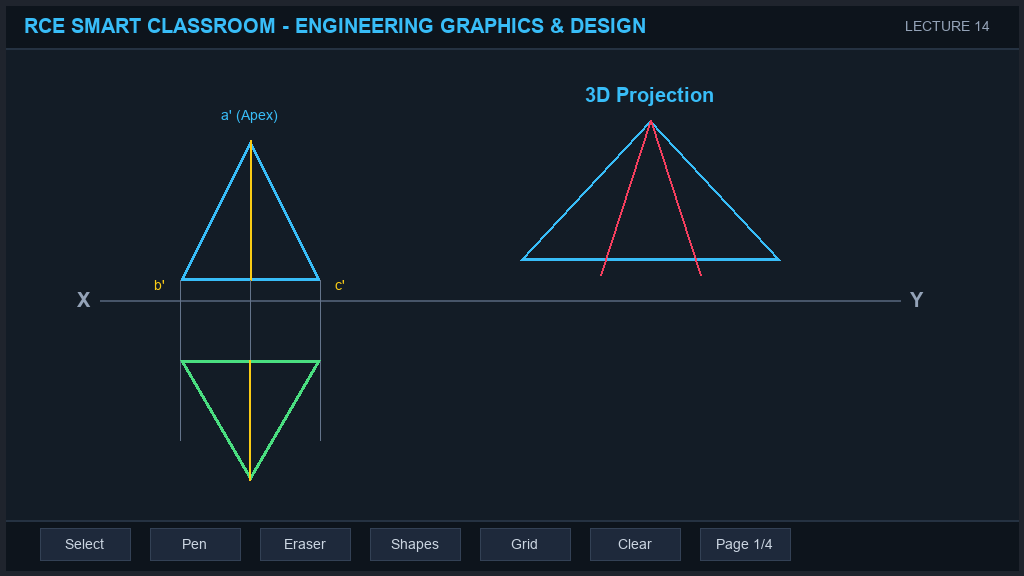 RCE SMART CLASSROOM - ENGINEERING GRAPHICS & DESIGN
LECTURE 14
3D Projection
a' (Apex)
b'
c'
X
Y
Select
Pen
Eraser
Shapes
Grid
Clear
Page 1/4